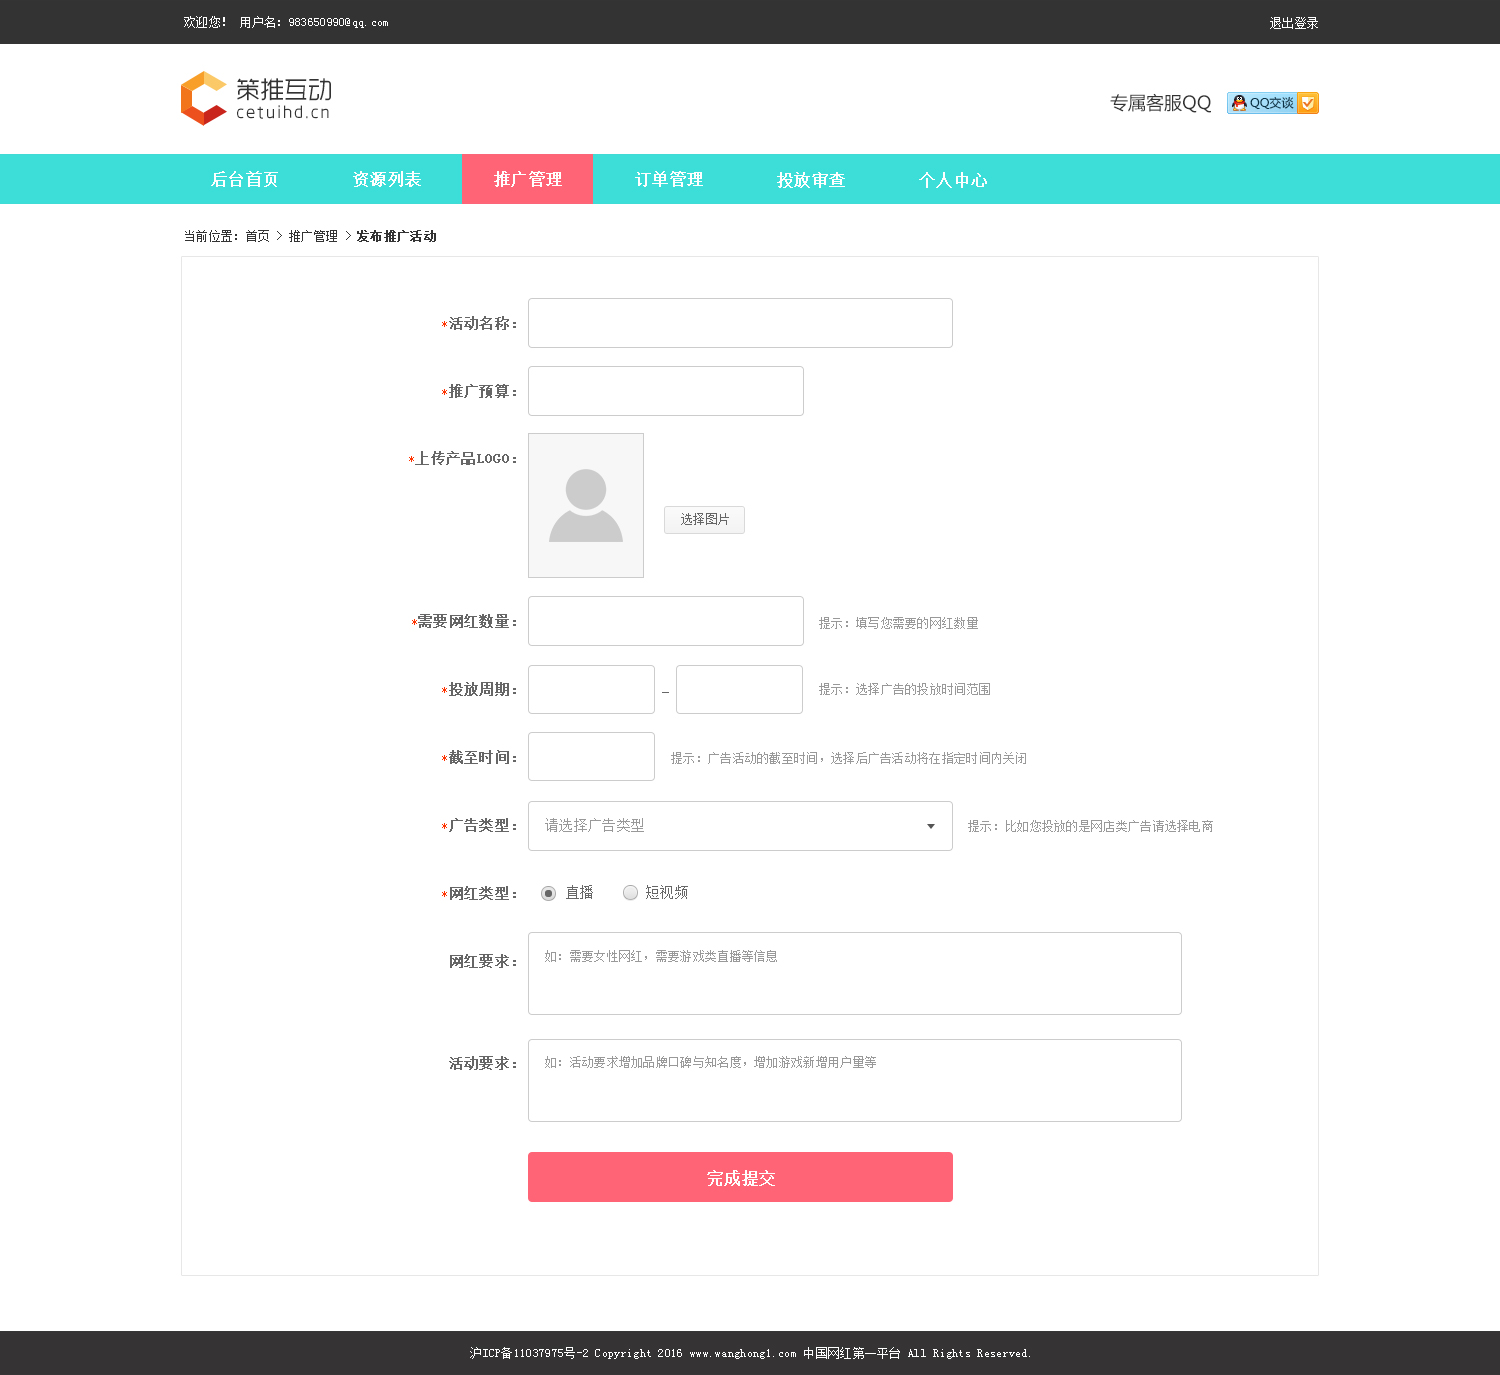 欢迎您！ 用户名：983650990@qq.com
退出登录
策推互动
cetuihd.cn
专属客服QQ
QQ交谈
后台首页 资源列表 推广管理 订单管理 投放审查 个人中心
当前位置：首页 > 推广管理 > 发布推广活动
*活动名称：
*推广预算：
*上传产品LOGO：
选择图片
*需要网红数量： 提示：填写您需要的网红数量
*投放周期： – 提示：选择广告的投放时间范围
*截至时间： 提示：广告活动的截至时间，选择后广告活动将在指定时间内关闭
*广告类型： 请选择广告类型 提示：比如您投放的是网店类广告请选择电商
*网红类型： 直播 短视频
网红要求： 如：需要女性网红，需要游戏类直播等信息
活动要求： 如：活动要求增加品牌口碑与知名度，增加游戏新增用户量等
完成提交
沪ICP备11037975号-2 Copyright 2016 www.wanghong1.com 中国网红第一平台 All Rights Reserved.